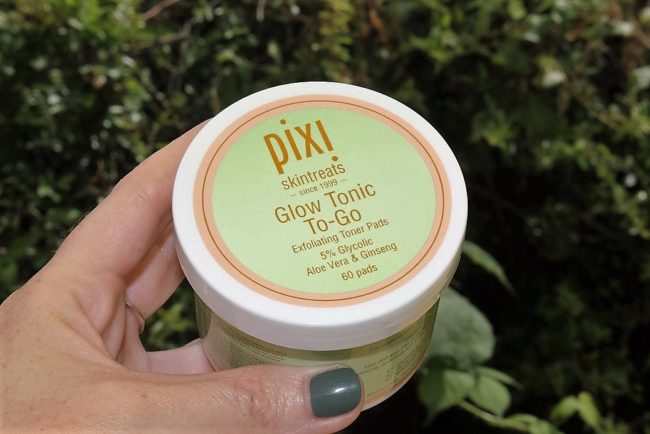 pixi
skintreats
– since 1999 –
Glow Tonic
To-Go
Exfoliating Toner Pads
5% Glycolic
Aloe Vera & Ginseng
60 pads